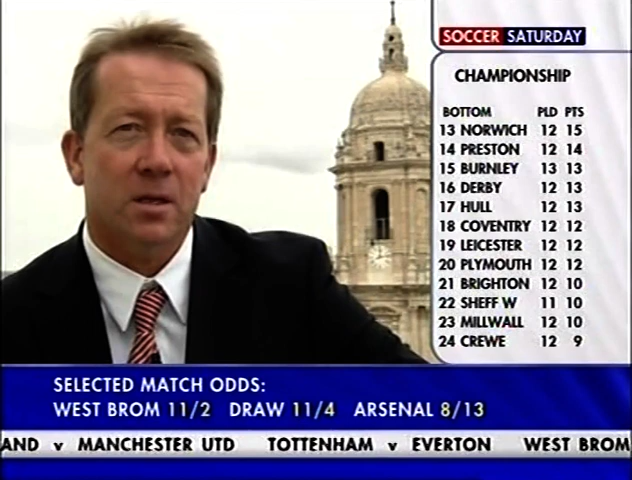 SOCCER SATURDAY
CHAMPIONSHIP
BOTTOM PLD PTS
13 NORWICH 12 15
14 PRESTON 12 14
15 BURNLEY 13 13
16 DERBY 12 13
17 HULL 12 13
18 COVENTRY 12 12
19 LEICESTER 12 12
20 PLYMOUTH 12 12
21 BRIGHTON 12 10
22 SHEFF W 11 10
23 MILLWALL 12 10
24 CREWE 12 9
SELECTED MATCH ODDS:
WEST BROM 11/2 DRAW 11/4 ARSENAL 8/13
AND v MANCHESTER UTD TOTTENHAM v EVERTON WEST BROM